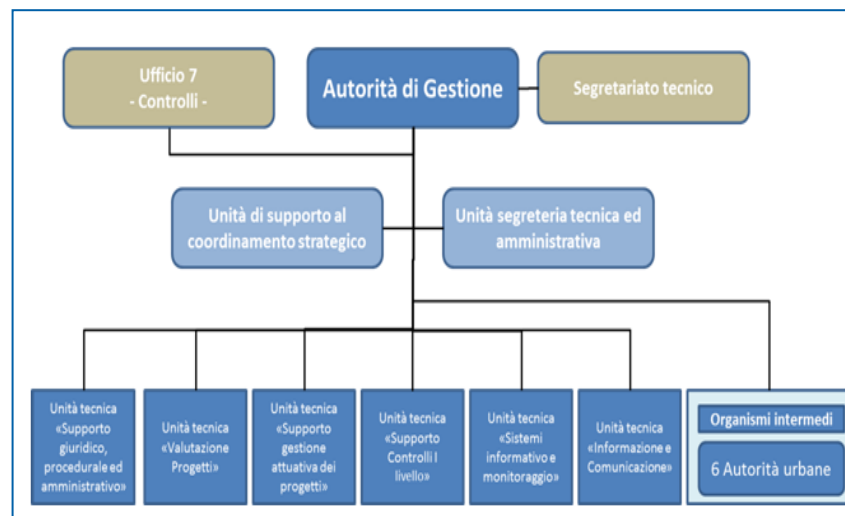 Ufficio 7
- Controlli -
Autorità di Gestione
Segretariato tecnico
Unità di supporto al
coordinamento strategico
Unità segreteria tecnica ed
amministrativa
Unità tecnica
«Supporto
giuridico,
procedurale ed
amministrativo»
Unità tecnica
«Valutazione
Progetti»
Unità tecnica
«Supporto
gestione
attuativa dei
progetti»
Unità tecnica
«Supporto
Controlli I
livello»
Unità tecnica
«Sistemi
informativo e
monitoraggio»
Unità tecnica
«Informazione e
Comunicazione»
Organismi intermedi
6 Autorità urbane